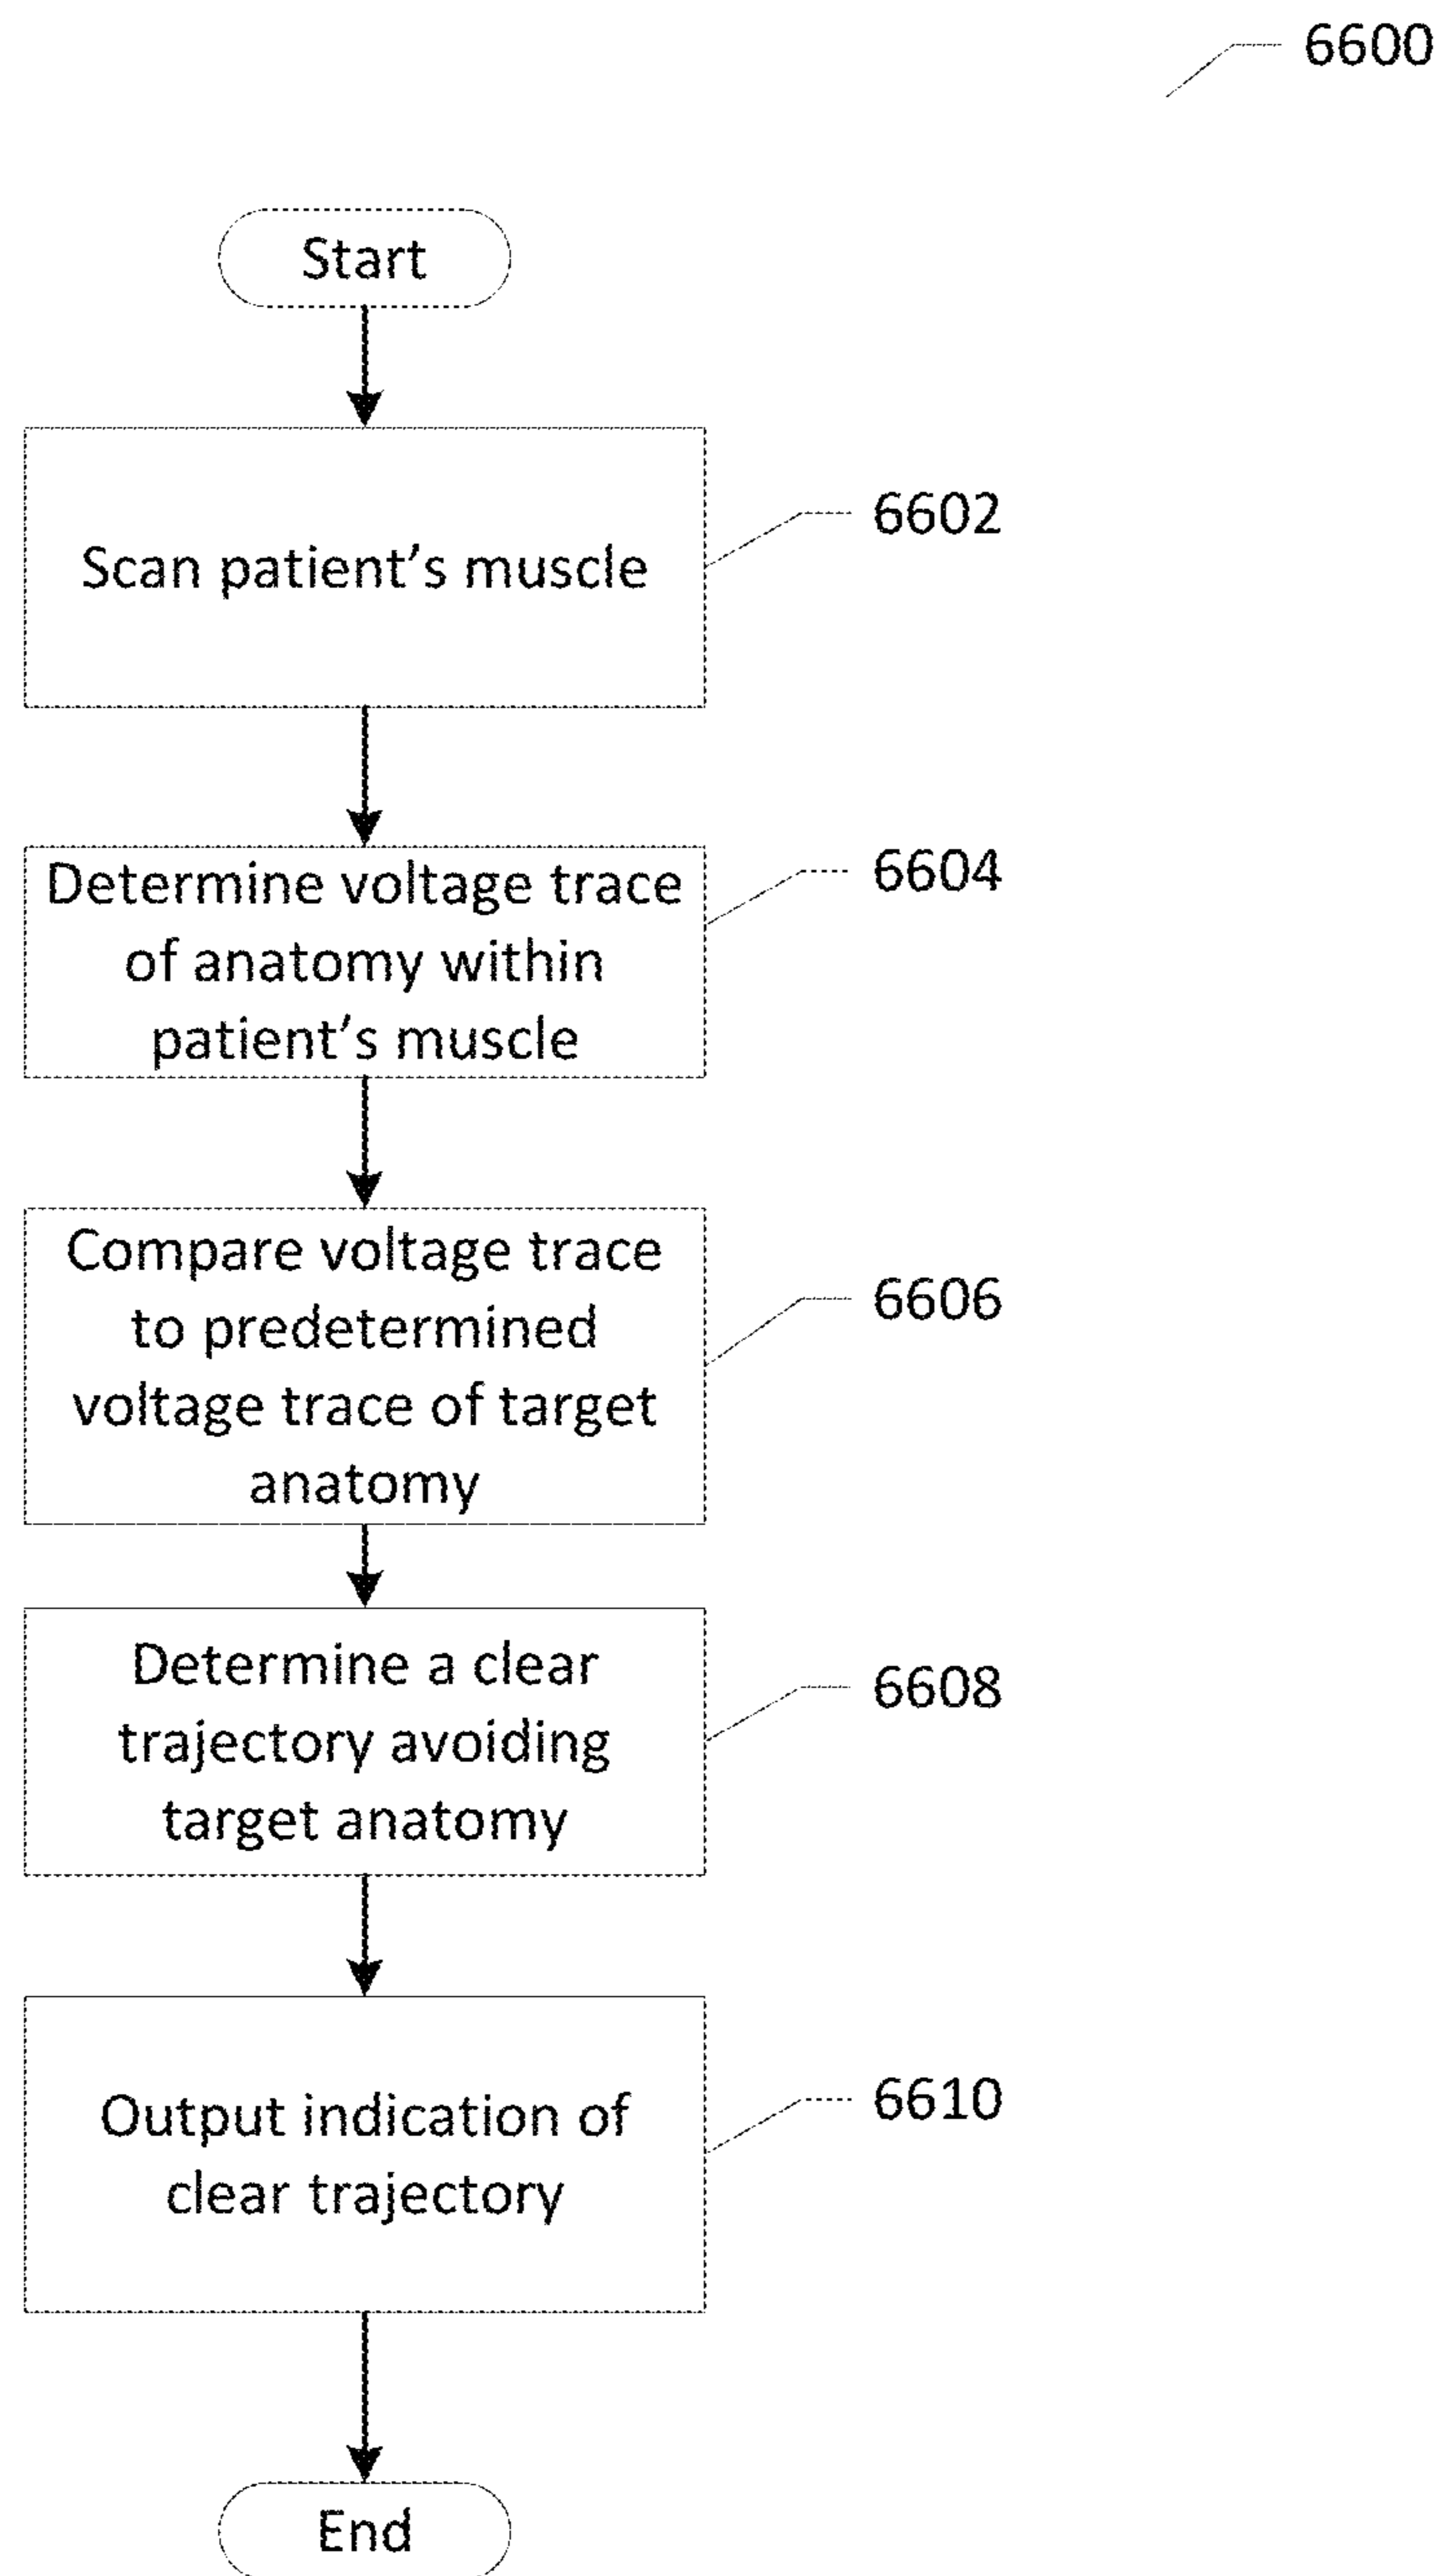 6600
Start
Scan patient's muscle
6602
Determine voltage trace
of anatomy within
patient's muscle
6604
Compare voltage trace
to predetermined
voltage trace of target
anatomy
6606
Determine a clear
trajectory avoiding
target anatomy
6608
Output indication of
clear trajectory
6610
End